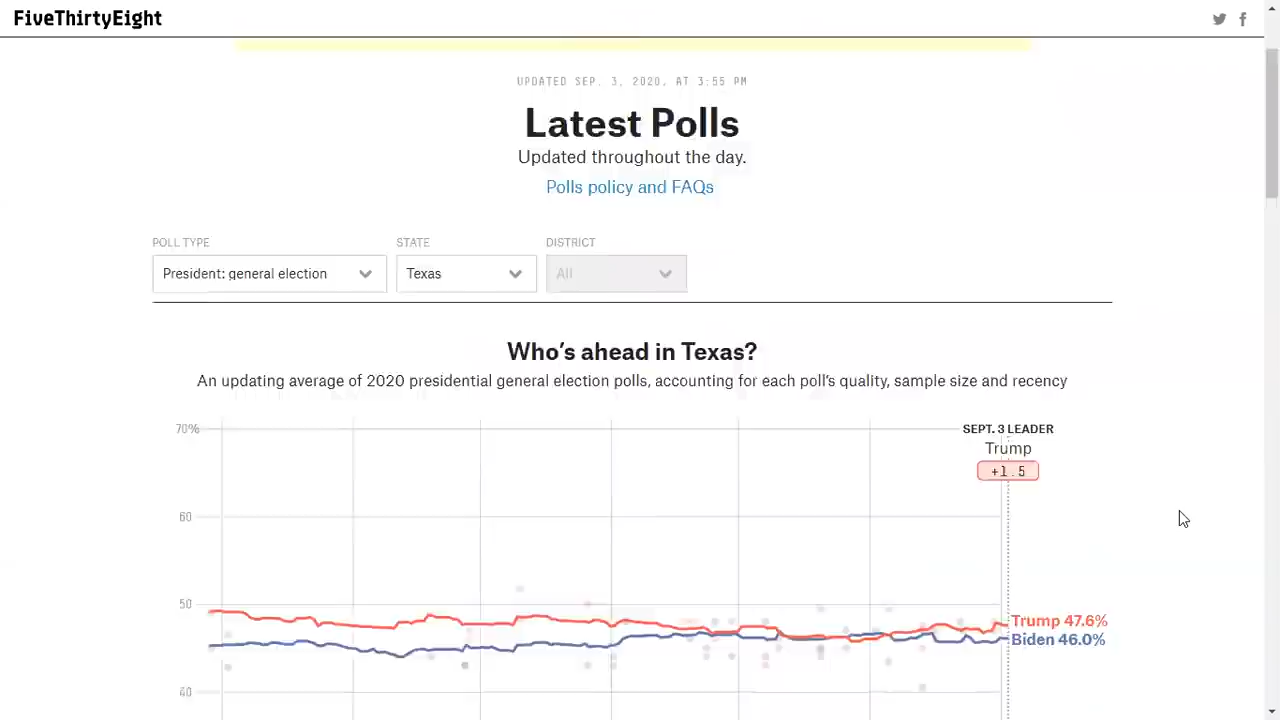 FiveThirtyEight
UPDATED SEP. 3, 2020, AT 3:55 PM
Latest Polls
Updated throughout the day.
Polls policy and FAQs
POLL TYPE
STATE
DISTRICT
President: general election
Texas
All
Who's ahead in Texas?
An updating average of 2020 presidential general election polls, accounting for each poll's quality, sample size and recency
70%
SEPT. 3 LEADER
Trump
+1.5
60
50
Trump 47.6%
Biden 46.0%
40